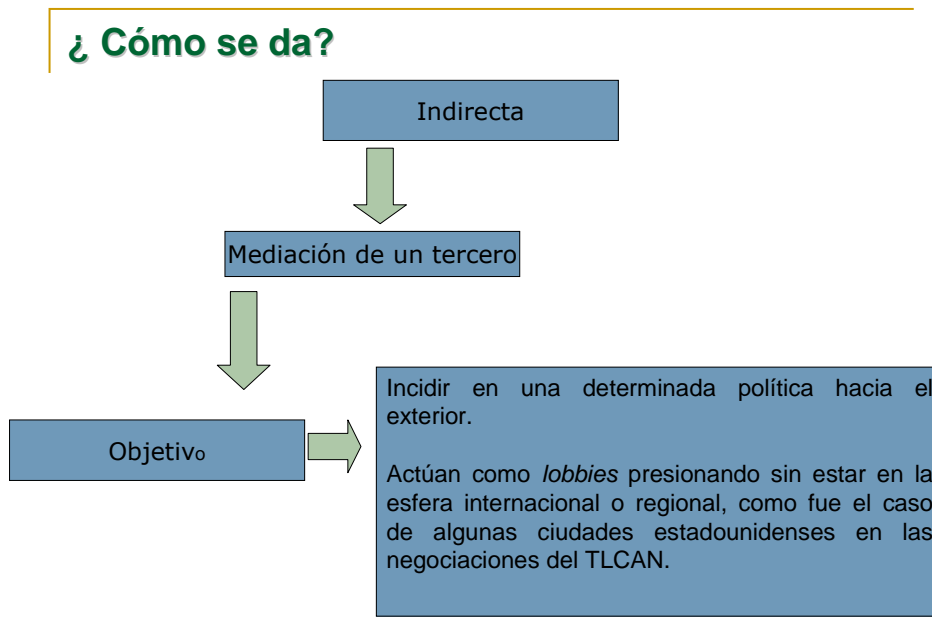 ¿ Cómo se da?
Indirecta
Mediación de un tercero
Objetivo
Incidir en una determinada política hacia el
exterior.
Actúan como lobbies presionando sin estar en la
esfera internacional o regional, como fue el caso
de algunas ciudades estadounidenses en las
negociaciones del TLCAN.